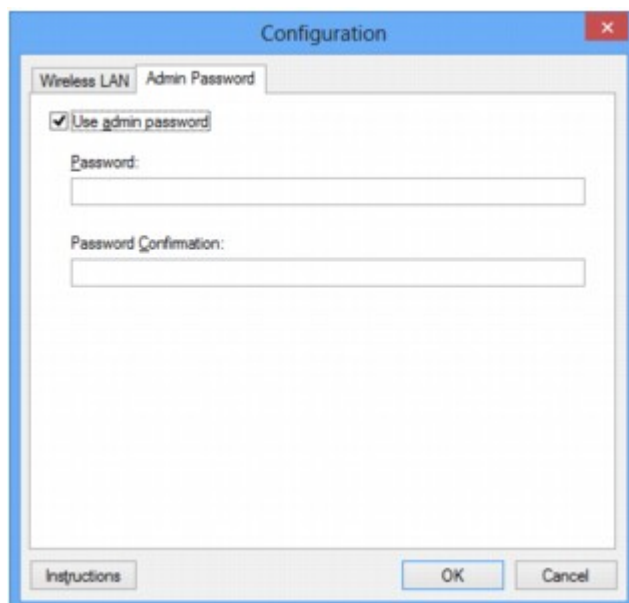 Configuration
Wireless LAN Admin Password
Use admin password
Password:
Password Confirmation:
Instructions OK Cancel